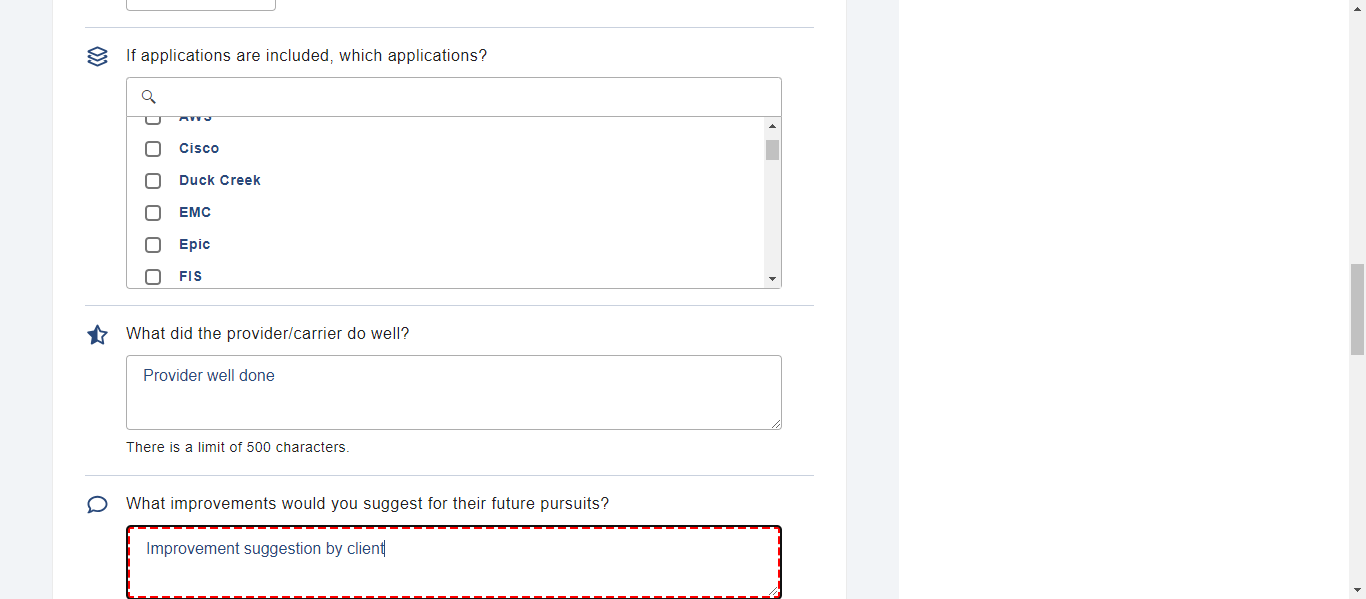 If applications are included, which applications?
AWS
Cisco
Duck Creek
EMC
Epic
FIS
What did the provider/carrier do well?
Provider well done
There is a limit of 500 characters.
What improvements would you suggest for their future pursuits?
Improvement suggestion by client